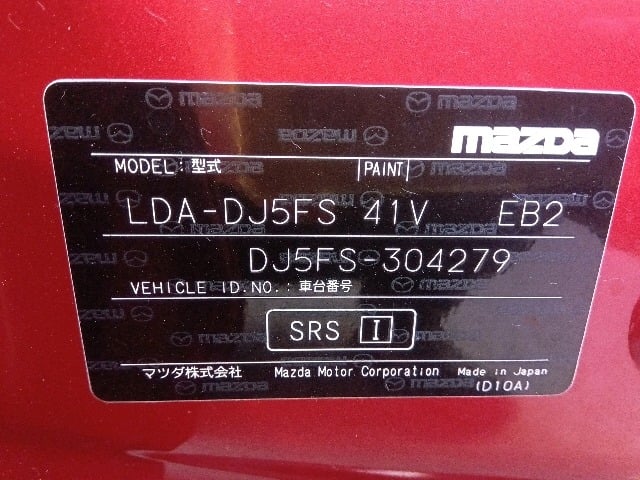 mazda
MODEL 型式 PAINT
LDA-DJ5FS 41V EB2
DJ5FS-304279
VEHICLE ID.NO.:車台番号
SRS I
マツダ株式会社 Mazda Motor Corporation Made in Japan
(D10A)